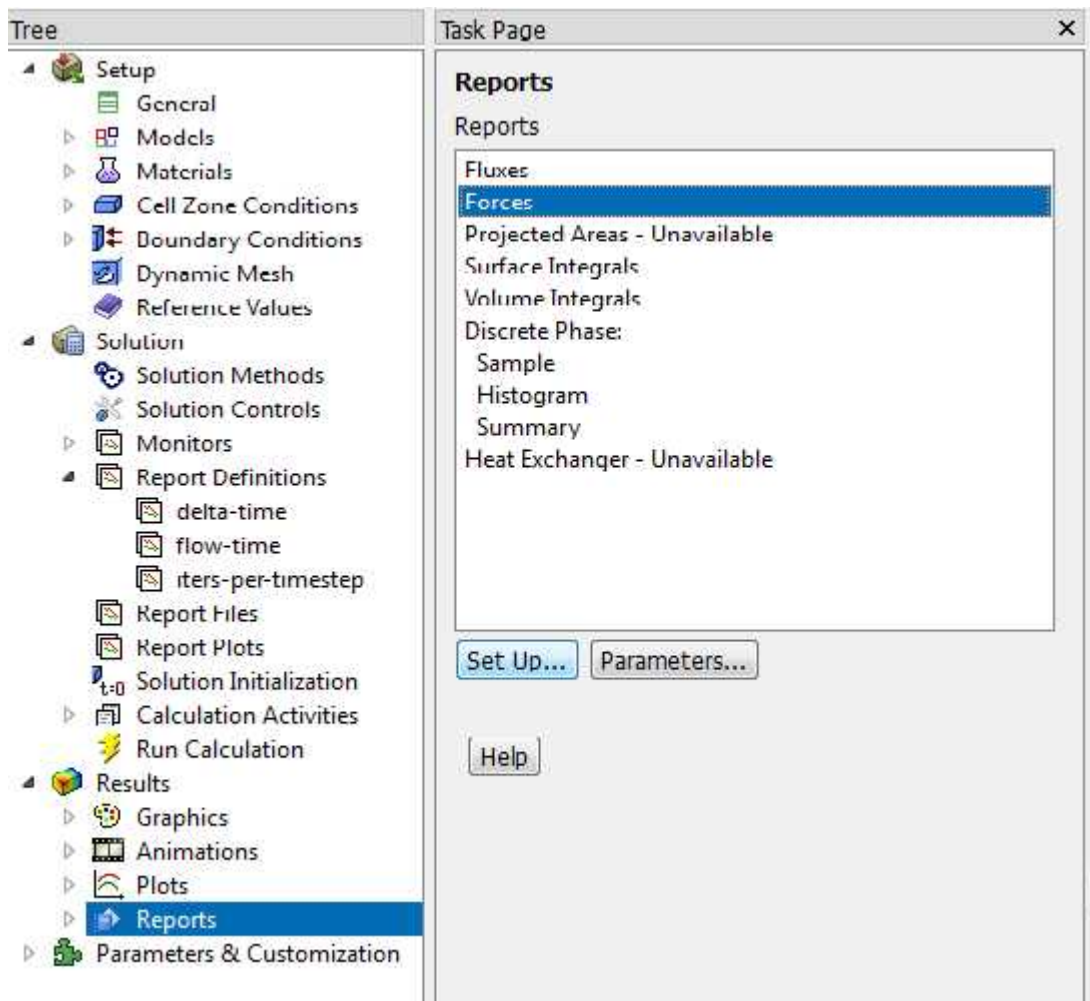 Tree
Setup
General
Models
Materials
Cell Zone Conditions
Boundary Conditions
Dynamic Mesh
Reference Values
Solution
Solution Methods
Solution Controls
Monitors
Report Definitions
delta-time
flow-time
iters-per-timestep
Report Files
Report Plots
t=0 Solution Initialization
Calculation Activities
Run Calculation
Results
Graphics
Animations
Plots
Reports
Parameters & Customization
Task Page
Reports
Reports
Fluxes
Forces
Projected Areas - Unavailable
Surface Integrals
Volume Integrals
Discrete Phase:
Sample
Histogram
Summary
Heat Exchanger - Unavailable
Set Up... Parameters...
Help